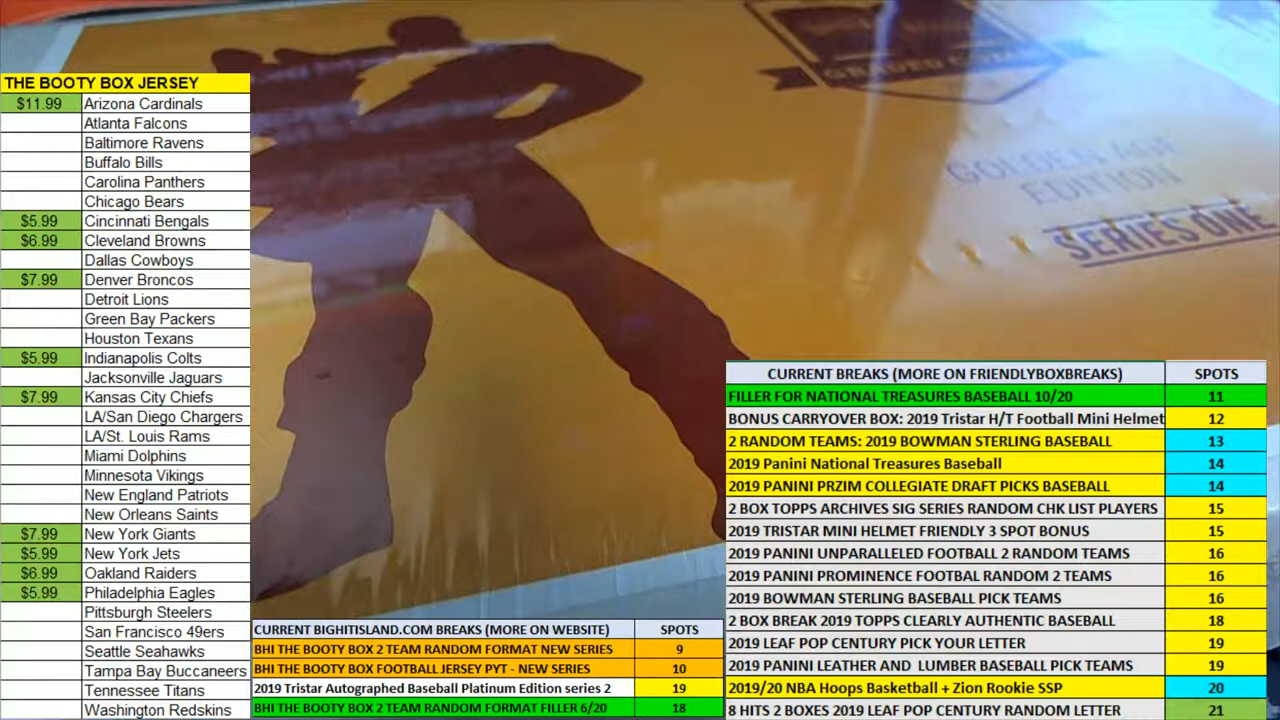 GRADED COMIC
GOLDEN AGE
EDITION
SERIES ONE
THE BOOTY BOX JERSEY
$11.99 Arizona Cardinals
Atlanta Falcons
Baltimore Ravens
Buffalo Bills
Carolina Panthers
Chicago Bears
$5.99 Cincinnati Bengals
$6.99 Cleveland Browns
Dallas Cowboys
$7.99 Denver Broncos
Detroit Lions
Green Bay Packers
Houston Texans
$5.99 Indianapolis Colts
Jacksonville Jaguars
$7.99 Kansas City Chiefs
LA/San Diego Chargers
LA/St. Louis Rams
Miami Dolphins
Minnesota Vikings
New England Patriots
New Orleans Saints
$7.99 New York Giants
$5.99 New York Jets
$6.99 Oakland Raiders
$5.99 Philadelphia Eagles
Pittsburgh Steelers
San Francisco 49ers
Seattle Seahawks
Tampa Bay Buccaneers
Tennessee Titans
Washington Redskins
CURRENT BIGHITISLAND.COM BREAKS (MORE ON WEBSITE) SPOTS
BHI THE BOOTY BOX 2 TEAM RANDOM FORMAT NEW SERIES 9
BHI THE BOOTY BOX FOOTBALL JERSEY PYT - NEW SERIES 10
2019 Tristar Autographed Baseball Platinum Edition series 2 19
BHI THE BOOTY BOX 2 TEAM RANDOM FORMAT FILLER 6/20 18
CURRENT BREAKS (MORE ON FRIENDLYBOXBREAKS) SPOTS
FILLER FOR NATIONAL TREASURES BASEBALL 10/20 11
BONUS CARRYOVER BOX: 2019 Tristar H/T Football Mini Helmet 12
2 RANDOM TEAMS: 2019 BOWMAN STERLING BASEBALL 13
2019 Panini National Treasures Baseball 14
2019 PANINI PRZIM COLLEGIATE DRAFT PICKS BASEBALL 14
2 BOX TOPPS ARCHIVES SIG SERIES RANDOM CHK LIST PLAYERS 15
2019 TRISTAR MINI HELMET FRIENDLY 3 SPOT BONUS 15
2019 PANINI UNPARALLELED FOOTBALL 2 RANDOM TEAMS 16
2019 PANINI PROMINENCE FOOTBAL RANDOM 2 TEAMS 16
2019 BOWMAN STERLING BASEBALL PICK TEAMS 16
2 BOX BREAK 2019 TOPPS CLEARLY AUTHENTIC BASEBALL 18
2019 LEAF POP CENTURY PICK YOUR LETTER 19
2019 PANINI LEATHER AND LUMBER BASEBALL PICK TEAMS 19
2019/20 NBA Hoops Basketball + Zion Rookie SSP 20
8 HITS 2 BOXES 2019 LEAF POP CENTURY RANDOM LETTER 21